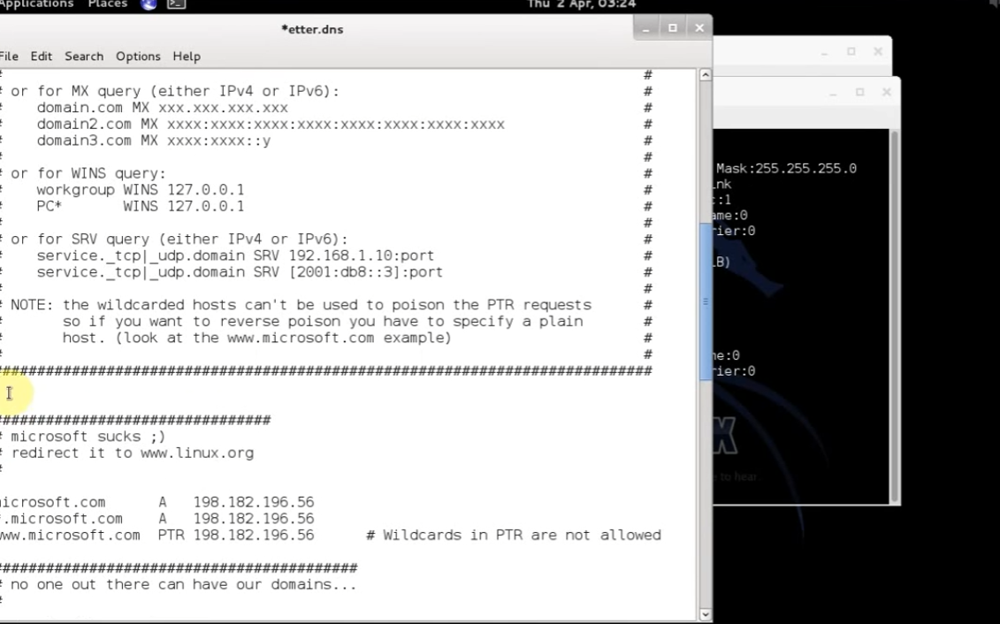 Applications Places Thu 2 Apr, 03:24
*etter.dns
File Edit Search Options Help
# #
# or for MX query (either IPv4 or IPv6): #
# domain.com MX xxx.xxx.xxx.xxx #
# domain2.com MX xxxx:xxxx:xxxx:xxxx:xxxx:xxxx:xxxx:xxxx #
# domain3.com MX xxxx:xxxx::y #
# #
# or for WINS query: #
# workgroup WINS 127.0.0.1 #
# PC* WINS 127.0.0.1 #
# #
# or for SRV query (either IPv4 or IPv6): #
# service._tcp|_udp.domain SRV 192.168.1.10:port #
# service._tcp|_udp.domain SRV [2001:db8::3]:port #
# #
# NOTE: the wildcarded hosts can't be used to poison the PTR requests #
# so if you want to reverse poison you have to specify a plain #
# host. (look at the www.microsoft.com example) #
# #
############################################################################
################################
# microsoft sucks ;)
# redirect it to www.linux.org
#
microsoft.com A 198.182.196.56
*.microsoft.com A 198.182.196.56
www.microsoft.com PTR 198.182.196.56 # Wildcards in PTR are not allowed
##########################################
# no one out there can have our domains...
#
Mask:255.255.255.0
ink
c:1
ame:0
rier:0
iB)
me:0
rier:0
X
e to hear